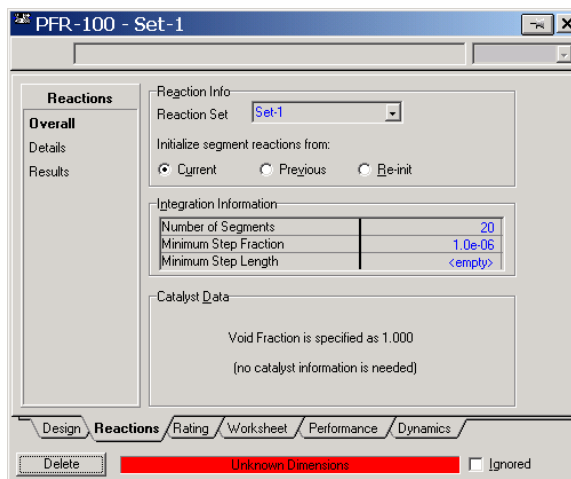 PFR-100 - Set-1
Reactions
Overall
Details
Results
Reaction Info
Reaction Set Set-1
Initialize segment reactions from:
Current Previous Re-init
Integration Information
Number of Segments 20
Minimum Step Fraction 1.0e-06
Minimum Step Length <empty>
Catalyst Data
Void Fraction is specified as 1.000
(no catalyst information is needed)
Design Reactions Rating Worksheet Performance Dynamics
Delete Unknown Dimensions Ignored